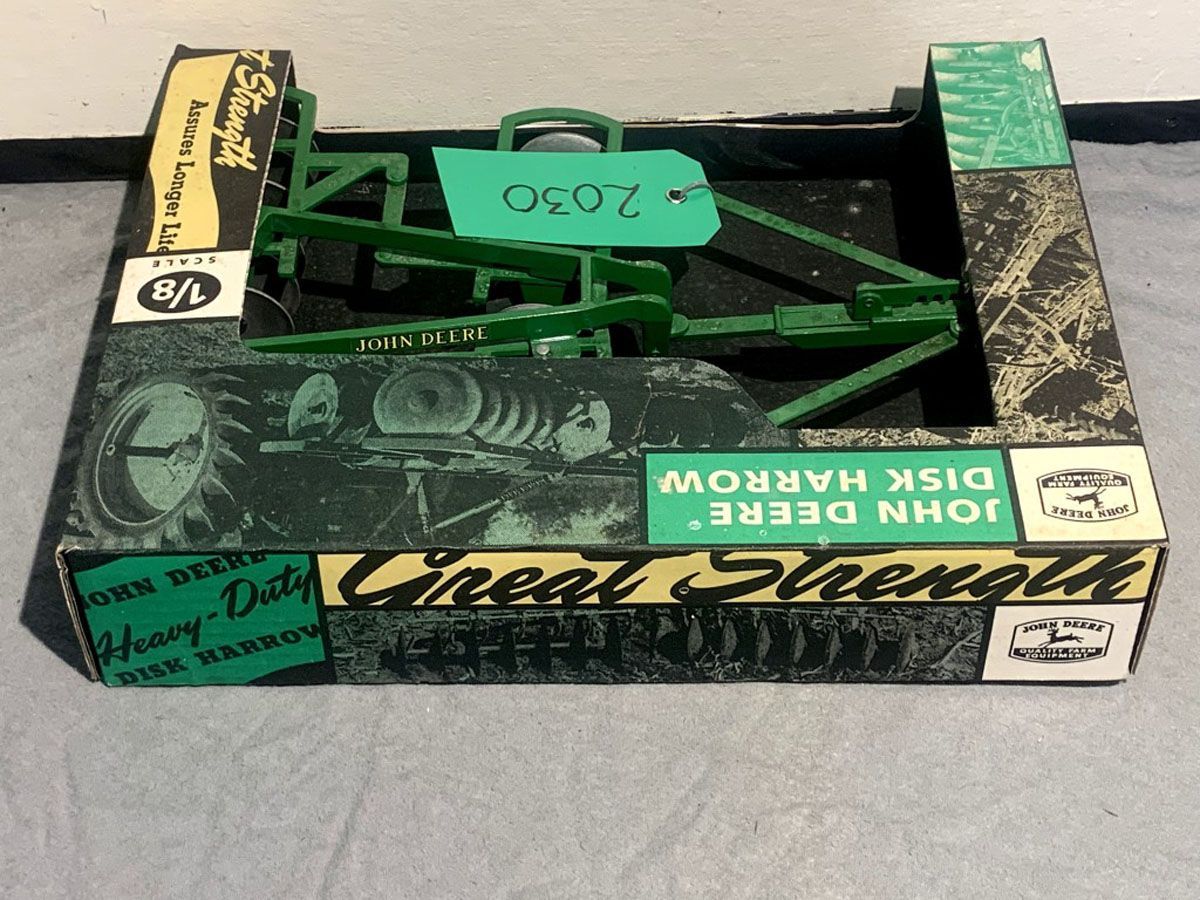 t Strength
Assures Longer Life
SCALE
1/8
2030
JOHN DEERE
JOHN DEERE
DISK HARROW
JOHN DEERE
QUALITY FARM
EQUIPMENT
JOHN DEERE
Heavy-Duty
DISK HARROW
Great Strength
JOHN DEERE
QUALITY FARM
EQUIPMENT